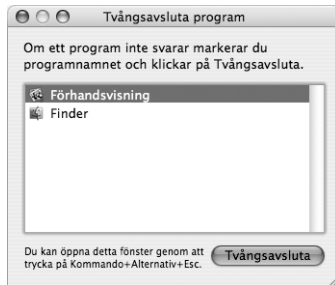 Tvångsavsluta program
Om ett program inte svarar markerar du
programnamnet och klickar på Tvångsavsluta.
Förhandsvisning
Finder
Du kan öppna detta fönster genom att
trycka på Kommando+Alternativ+Esc.
Tvångsavsluta